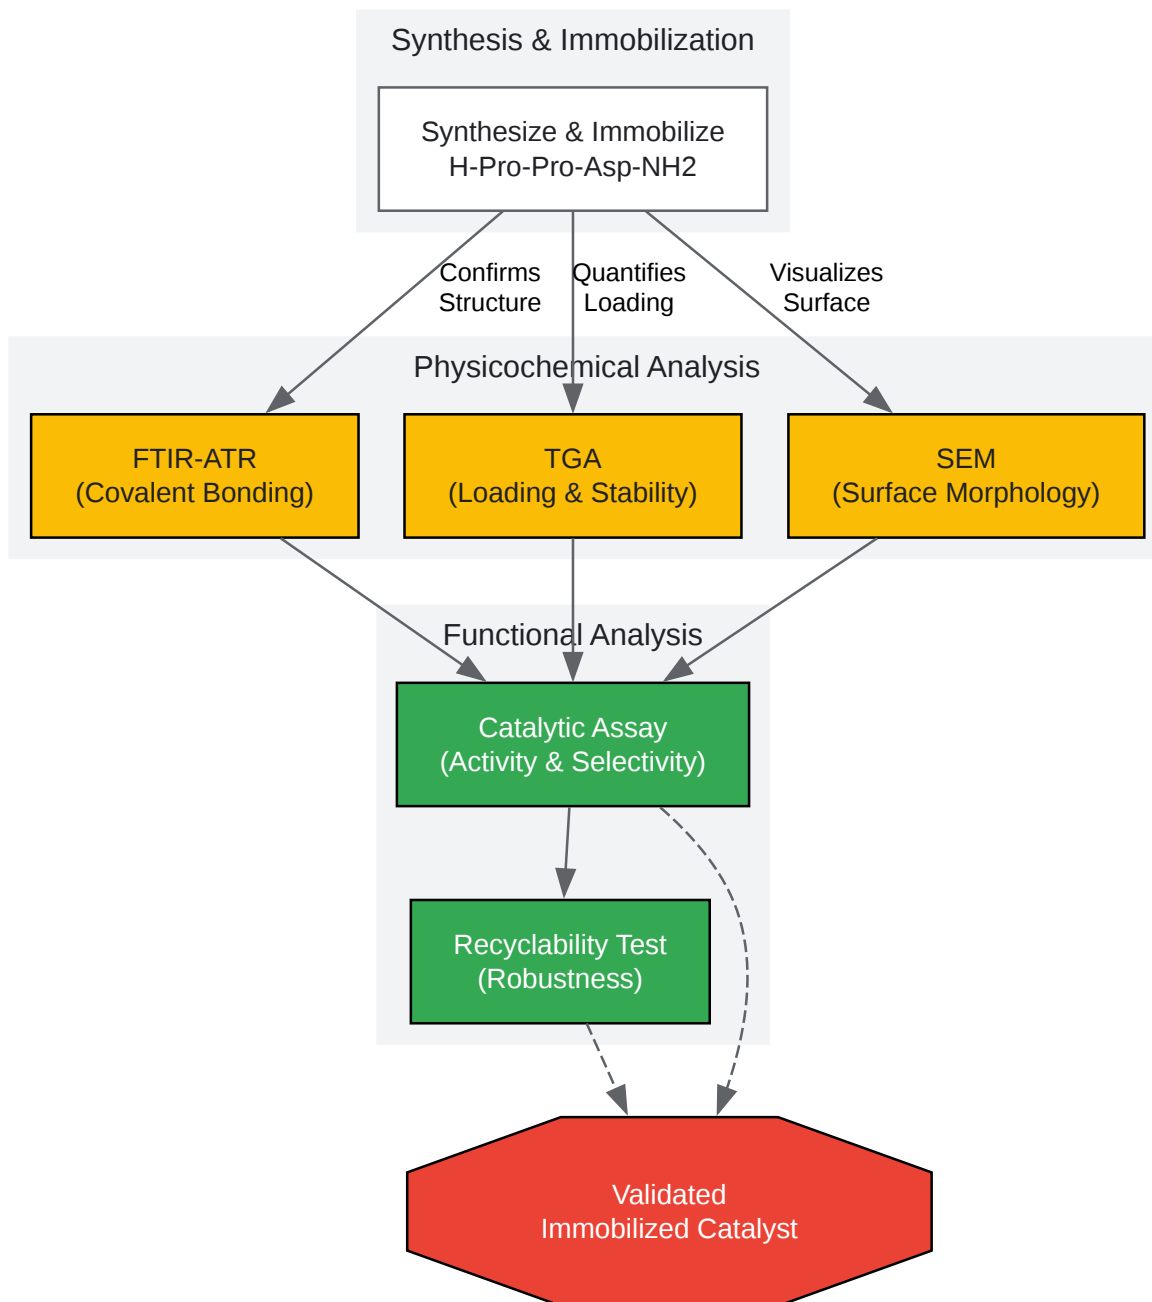 Synthesis & Immobilization
Synthesize & Immobilize
H-Pro-Pro-Asp-NH2
Confirms
Structure
Quantifies
Loading
Visualizes
Surface
Physicochemical Analysis
FTIR-ATR
(Covalent Bonding)
TGA
(Loading & Stability)
SEM
(Surface Morphology)
Functional Analysis
Catalytic Assay
(Activity & Selectivity)
Recyclability Test
(Robustness)
Validated
Immobilized Catalyst